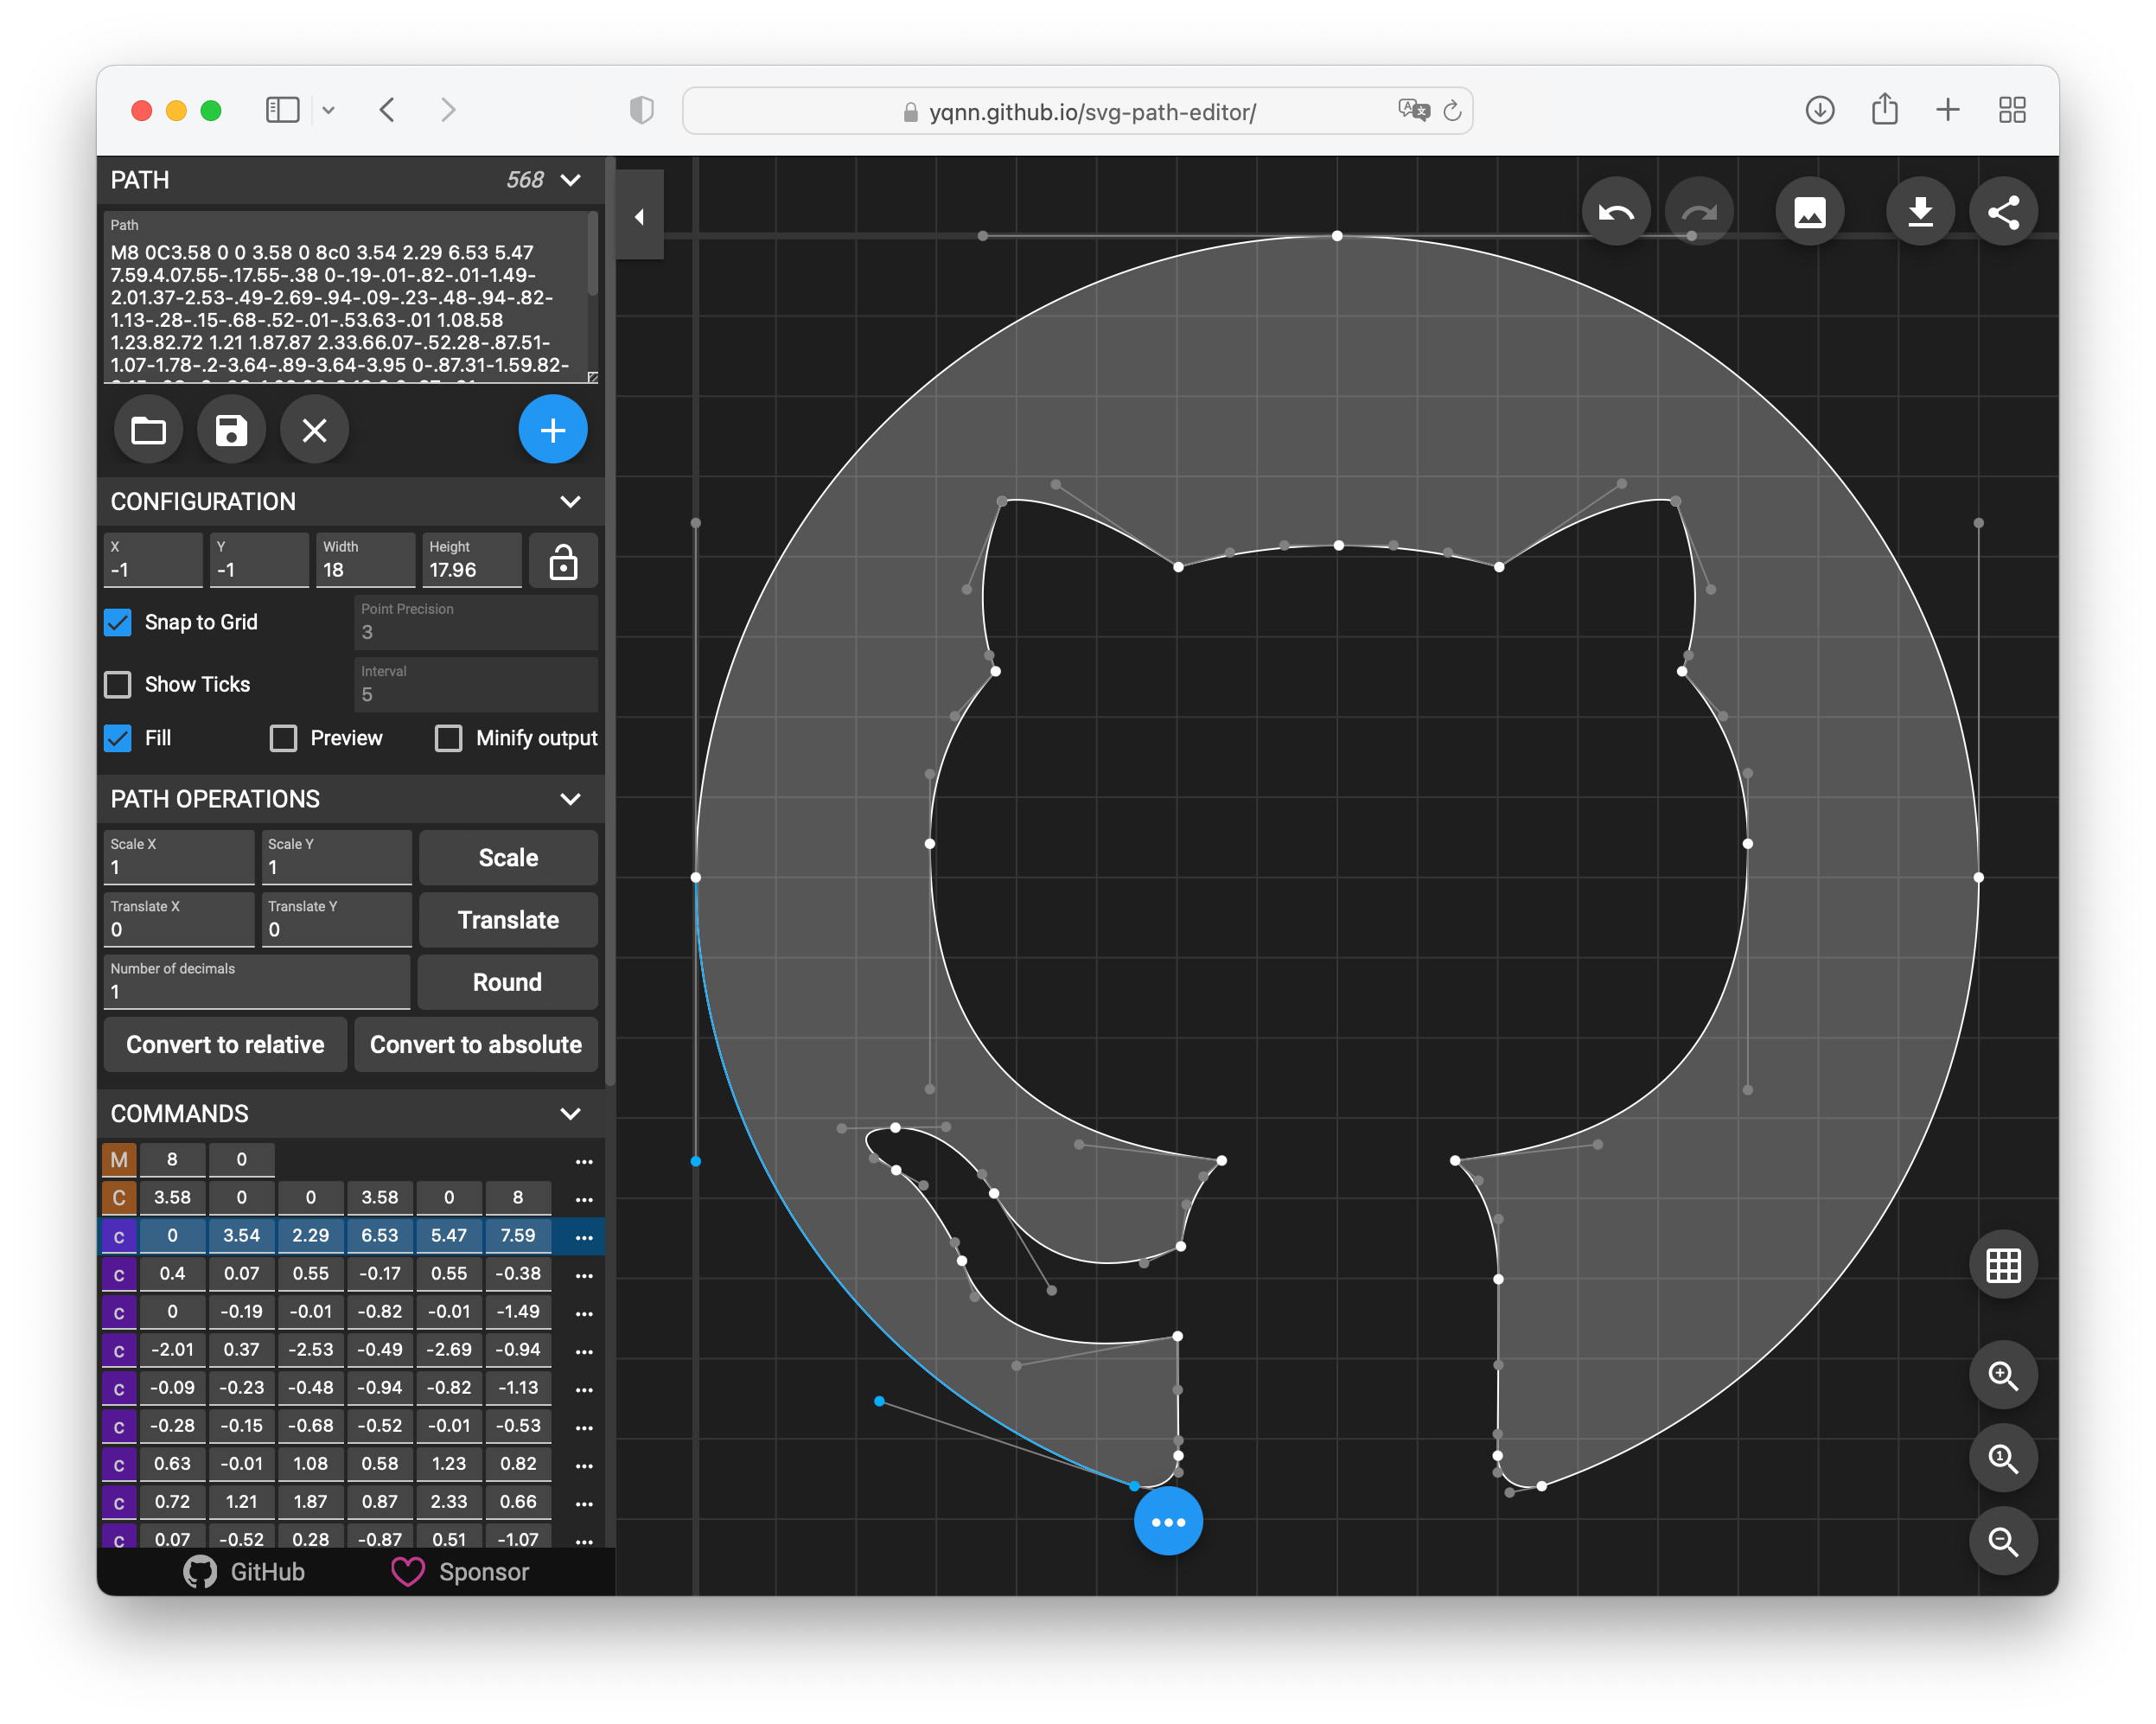 yqnn.github.io/svg-path-editor/
PATH 568
Path
M8 0C3.58 0 0 3.58 0 8c0 3.54 2.29 6.53 5.47
7.59.4.07.55-.17.55-.38 0-.19-.01-.82-.01-1.49-
2.01.37-2.53-.49-2.69-.94-.09-.23-.48-.94-.82-
1.13-.28-.15-.68-.52-.01-.53.63-.01 1.08.58
1.23.82.72 1.21 1.87.87 2.33.66.07-.52.28-.87.51-
1.07-1.78-.2-3.64-.89-3.64-3.95 0-.87.31-1.59.82-
CONFIGURATION
X Y Width Height
-1 -1 18 17.96
Snap to Grid Point Precision 3
Show Ticks Interval 5
Fill Preview Minify output
PATH OPERATIONS
Scale X 1 Scale Y 1 Scale
Translate X 0 Translate Y 0 Translate
Number of decimals 1 Round
Convert to relative Convert to absolute
COMMANDS
M 8 0
C 3.58 0 0 3.58 0 8
c 0 3.54 2.29 6.53 5.47 7.59
c 0.4 0.07 0.55 -0.17 0.55 -0.38
c 0 -0.19 -0.01 -0.82 -0.01 -1.49
c -2.01 0.37 -2.53 -0.49 -2.69 -0.94
c -0.09 -0.23 -0.48 -0.94 -0.82 -1.13
c -0.28 -0.15 -0.68 -0.52 -0.01 -0.53
c 0.63 -0.01 1.08 0.58 1.23 0.82
c 0.72 1.21 1.87 0.87 2.33 0.66
c 0.07 -0.52 0.28 -0.87 0.51 -1.07
GitHub Sponsor